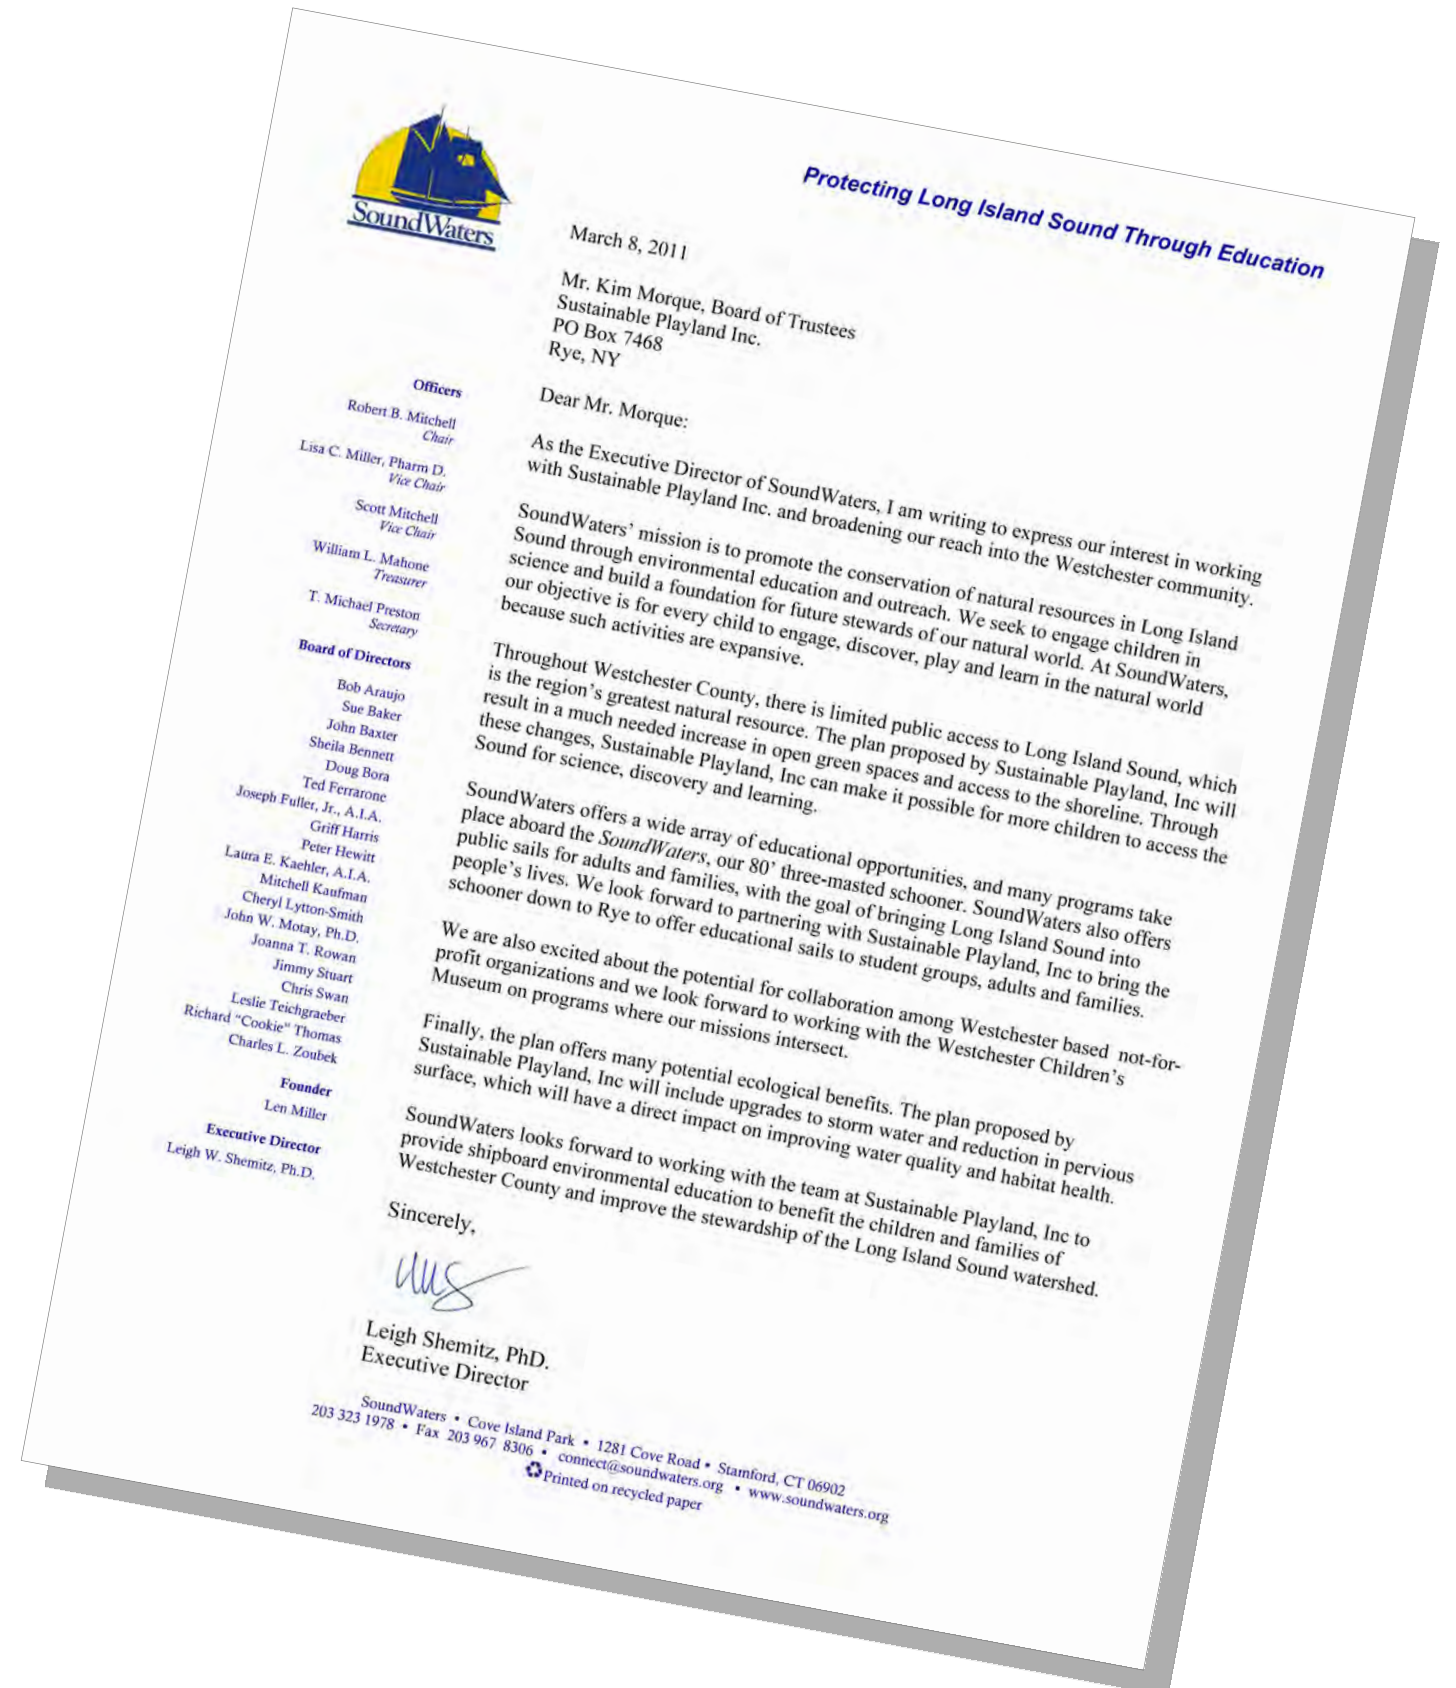 SoundWaters
Protecting Long Island Sound Through Education
March 8, 2011
Mr. Kim Morque, Board of Trustees
Sustainable Playland Inc.
PO Box 7468
Rye, NY
Dear Mr. Morque:
As the Executive Director of SoundWaters, I am writing to express our interest in working
with Sustainable Playland Inc. and broadening our reach into the Westchester community.
SoundWaters’ mission is to promote the conservation of natural resources in Long Island
Sound through environmental education and outreach. We seek to engage children in
science and build a foundation for future stewards of our natural world. At SoundWaters,
our objective is for every child to engage, discover, play and learn in the natural world
because such activities are expansive.
Throughout Westchester County, there is limited public access to Long Island Sound, which
is the region’s greatest natural resource. The plan proposed by Sustainable Playland, Inc will
result in a much needed increase in open green spaces and access to the shoreline. Through
these changes, Sustainable Playland, Inc can make it possible for more children to access the
Sound for science, discovery and learning.
SoundWaters offers a wide array of educational opportunities, and many programs take
place aboard the SoundWaters, our 80’ three-masted schooner. SoundWaters also offers
public sails for adults and families, with the goal of bringing Long Island Sound into
people’s lives. We look forward to partnering with Sustainable Playland, Inc to bring the
schooner down to Rye to offer educational sails to student groups, adults and families.
We are also excited about the potential for collaboration among Westchester based not-for-
profit organizations and we look forward to working with the Westchester Children’s
Museum on programs where our missions intersect.
Finally, the plan offers many potential ecological benefits. The plan proposed by
Sustainable Playland, Inc will include upgrades to storm water and reduction in pervious
surface, which will have a direct impact on improving water quality and habitat health.
SoundWaters looks forward to working with the team at Sustainable Playland, Inc to
provide shipboard environmental education to benefit the children and families of
Westchester County and improve the stewardship of the Long Island Sound watershed.
Sincerely,
Leigh Shemitz, PhD.
Executive Director
Officers
Robert B. Mitchell
Chair
Lisa C. Miller, Pharm D.
Vice Chair
Scott Mitchell
Vice Chair
William L. Mahone
Treasurer
T. Michael Preston
Secretary
Board of Directors
Bob Araujo
Sue Baker
John Baxter
Sheila Bennett
Doug Bora
Ted Ferrarone
Joseph Fuller, Jr., A.I.A.
Griff Harris
Peter Hewitt
Laura E. Kaehler, A.I.A.
Mitchell Kaufman
Cheryl Lytton-Smith
John W. Motay, Ph.D.
Joanna T. Rowan
Jimmy Stuart
Chris Swan
Leslie Teichgraeber
Richard “Cookie” Thomas
Charles L. Zoubek
Founder
Len Miller
Executive Director
Leigh W. Shemitz, Ph.D.
SoundWaters • Cove Island Park • 1281 Cove Road • Stamford, CT 06902
203 323 1978 • Fax 203 967 8306 • connect@soundwaters.org • www.soundwaters.org
Printed on recycled paper